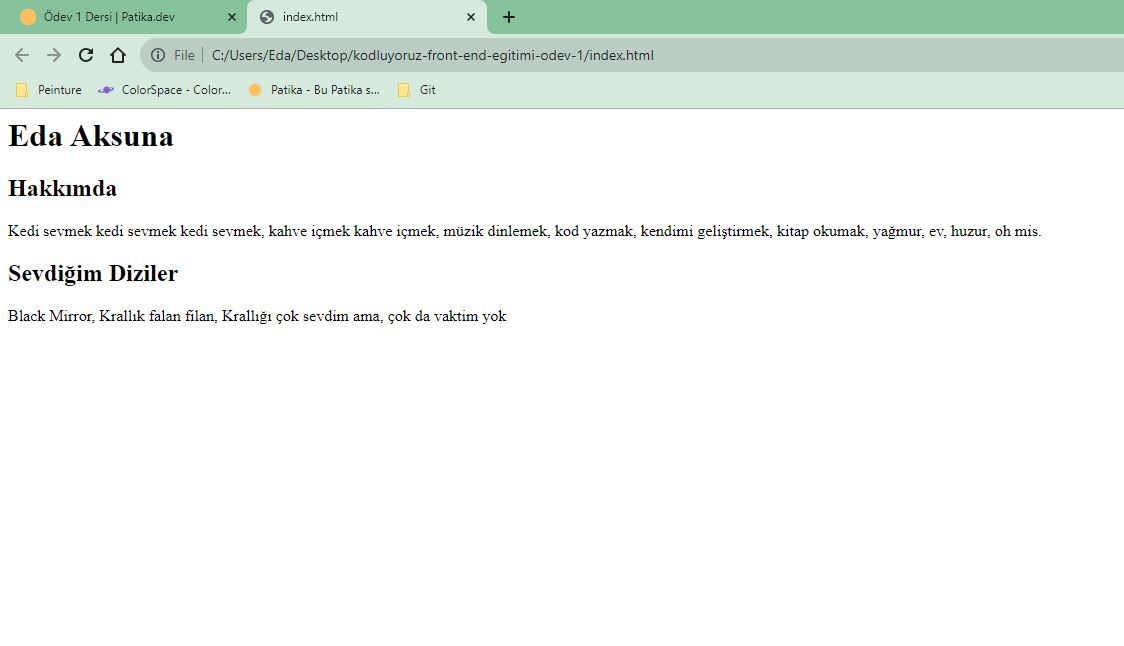 Ödev 1 Dersi | Patika.dev
index.html
File
C:/Users/Eda/Desktop/kodluyoruz-front-end-egitimi-odev-1/index.html
Peinture
ColorSpace - Color...
Patika - Bu Patika s...
Git
Eda Aksuna
Hakkımda
Kedi sevmek kedi sevmek kedi sevmek, kahve içmek kahve içmek, müzik dinlemek, kod yazmak, kendimi geliştirmek, kitap okumak, yağmur, ev, huzur, oh mis.
Sevdiğim Diziler
Black Mirror, Krallık falan filan, Krallığı çok sevdim ama, çok da vaktim yok